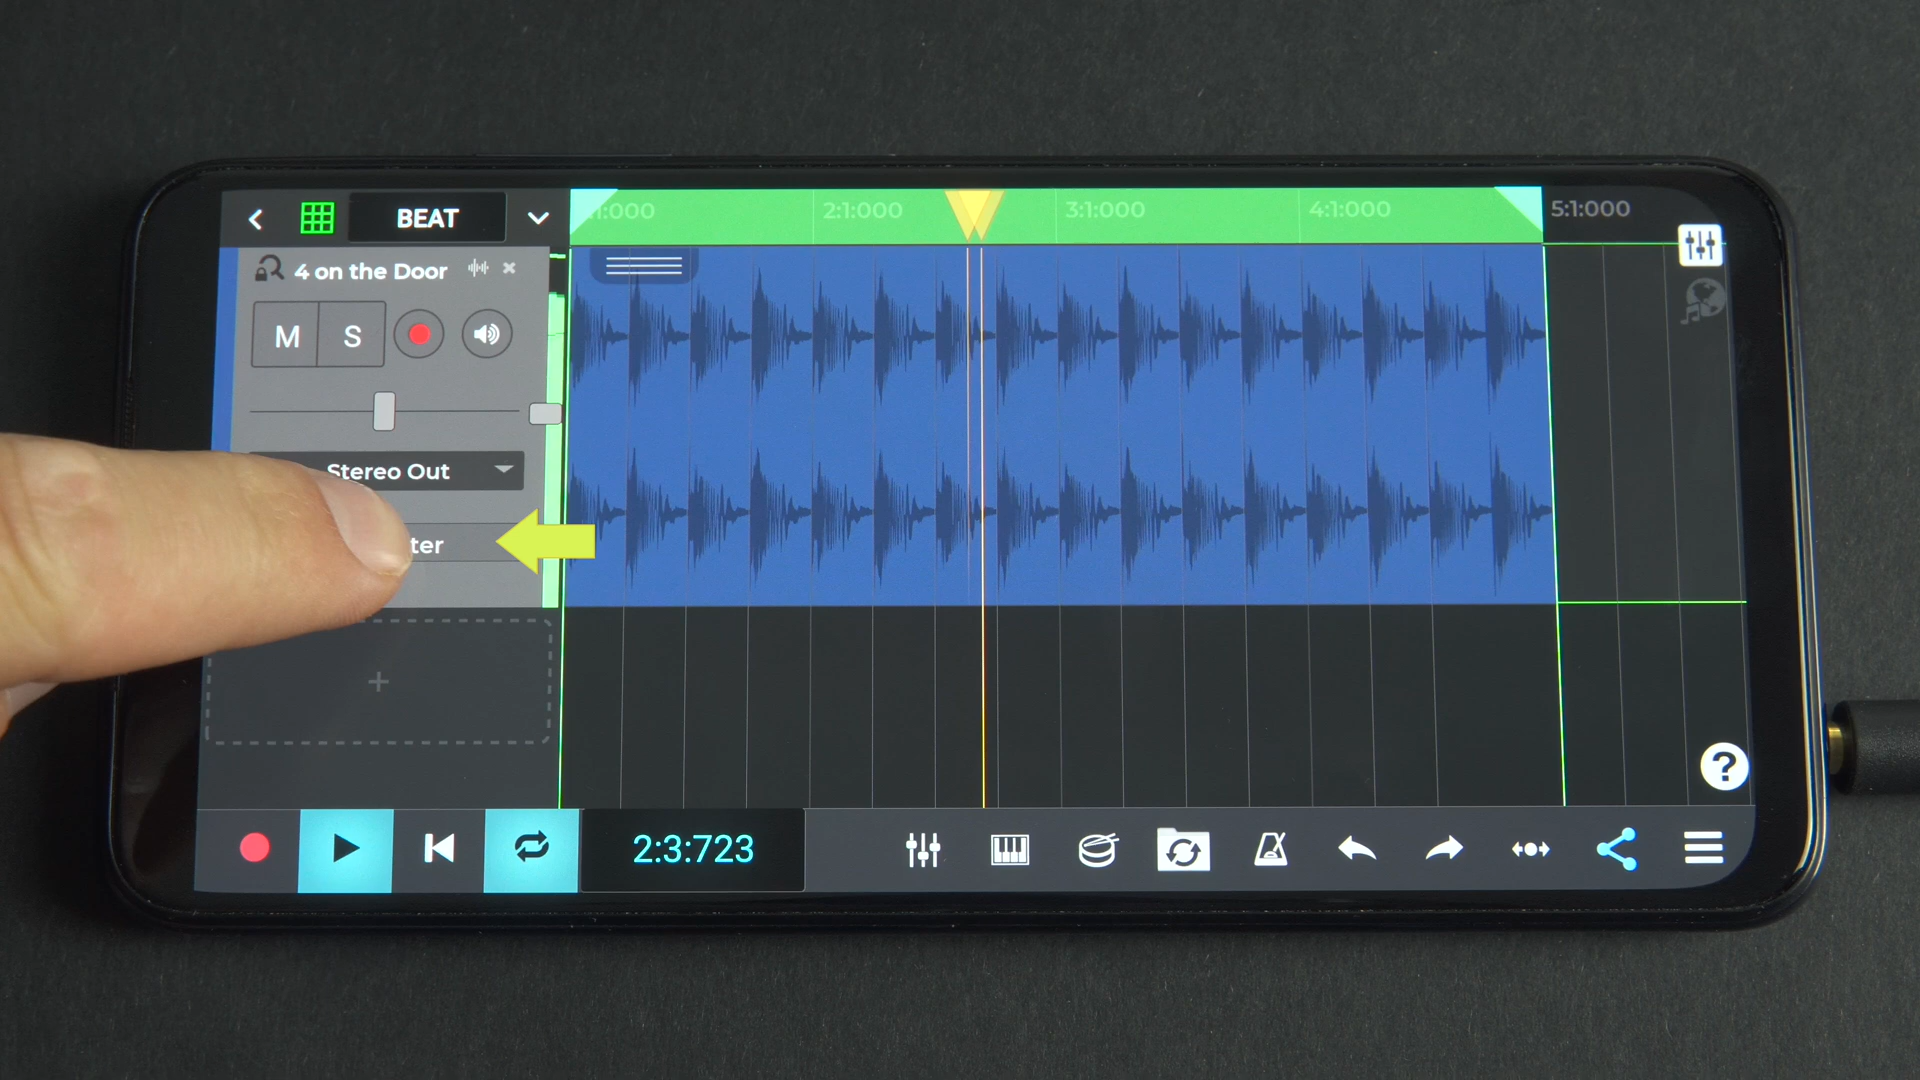 BEAT
1:000 2:1:000 3:1:000 4:1:000 5:1:000
4 on the Door
M S
Stereo Out
ter
+
2:3:723
?